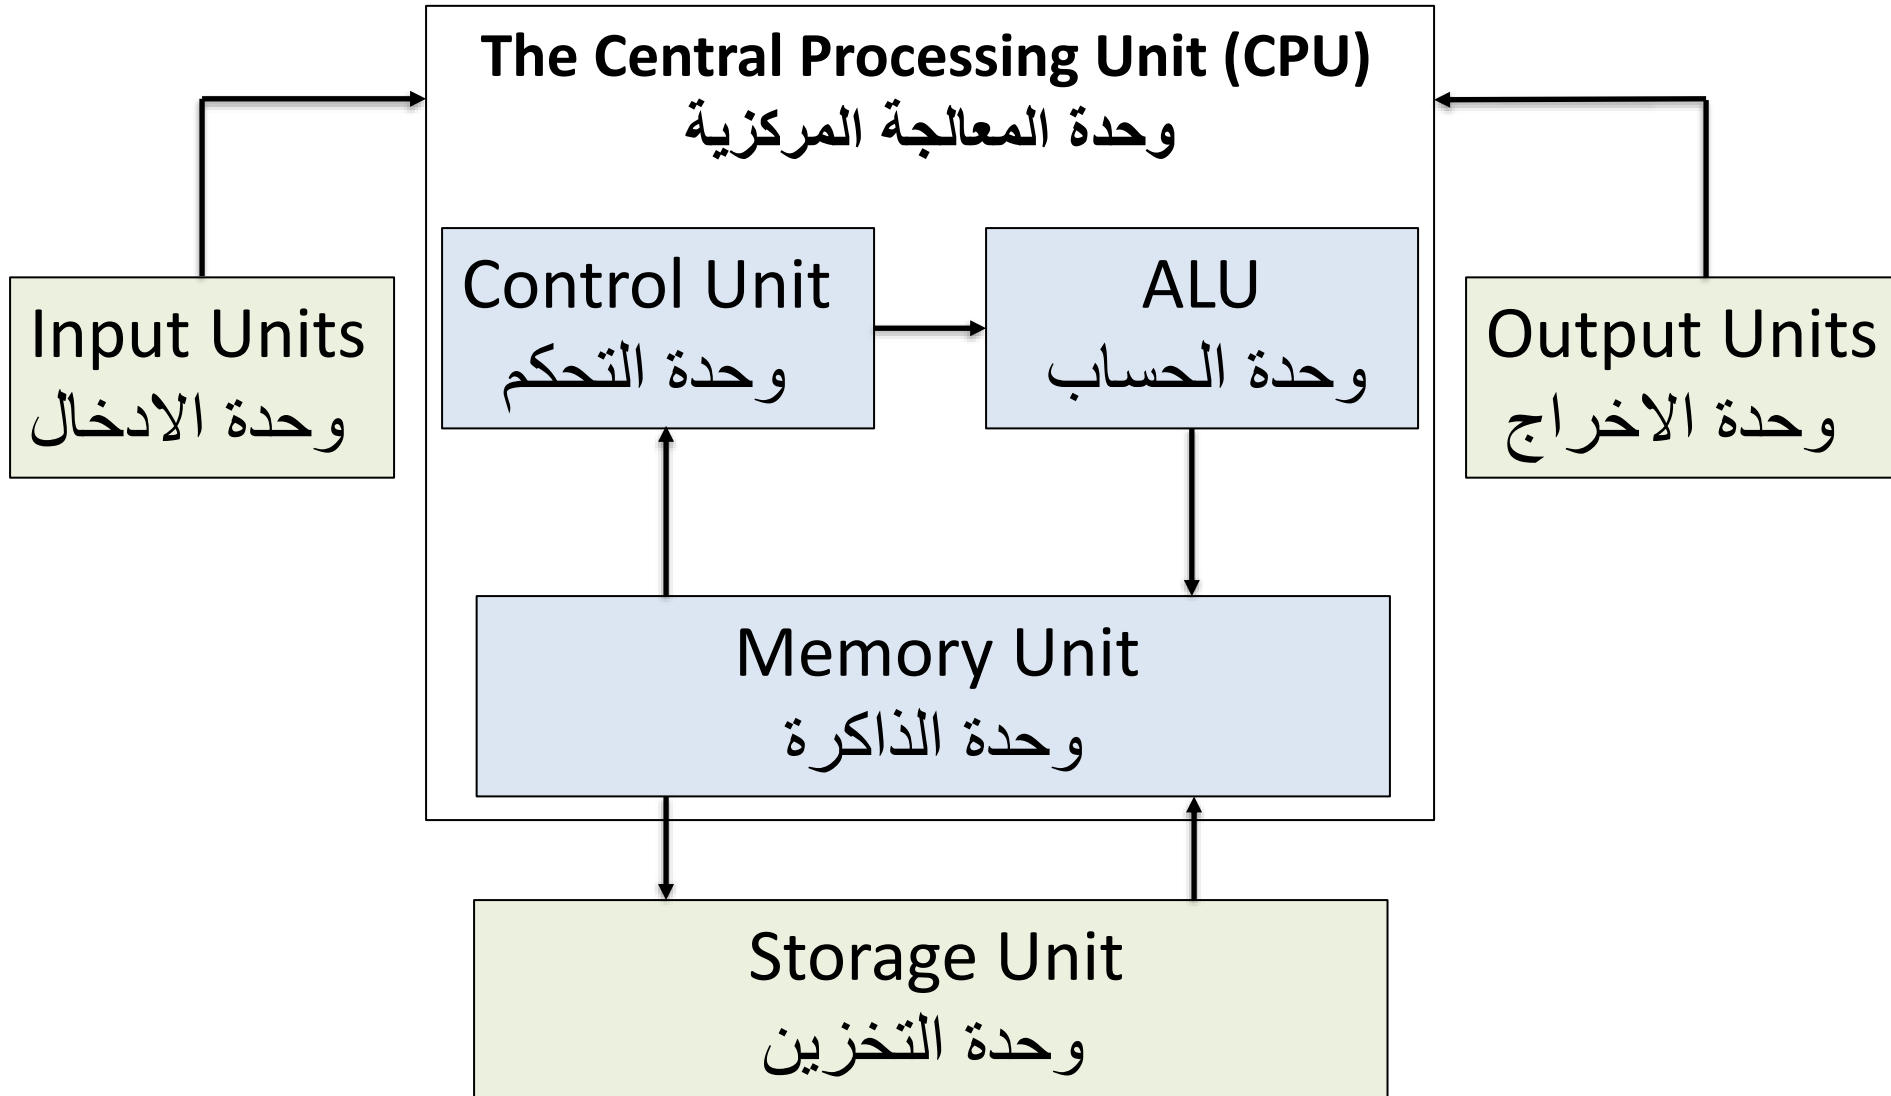 The Central Processing Unit (CPU)
وحدة المعالجة المركزية
Input Units
وحدة الادخال
Control Unit
وحدة التحكم
ALU
وحدة الحساب
Output Units
وحدة الاخراج
Memory Unit
وحدة الذاكرة
Storage Unit
وحدة التخزين